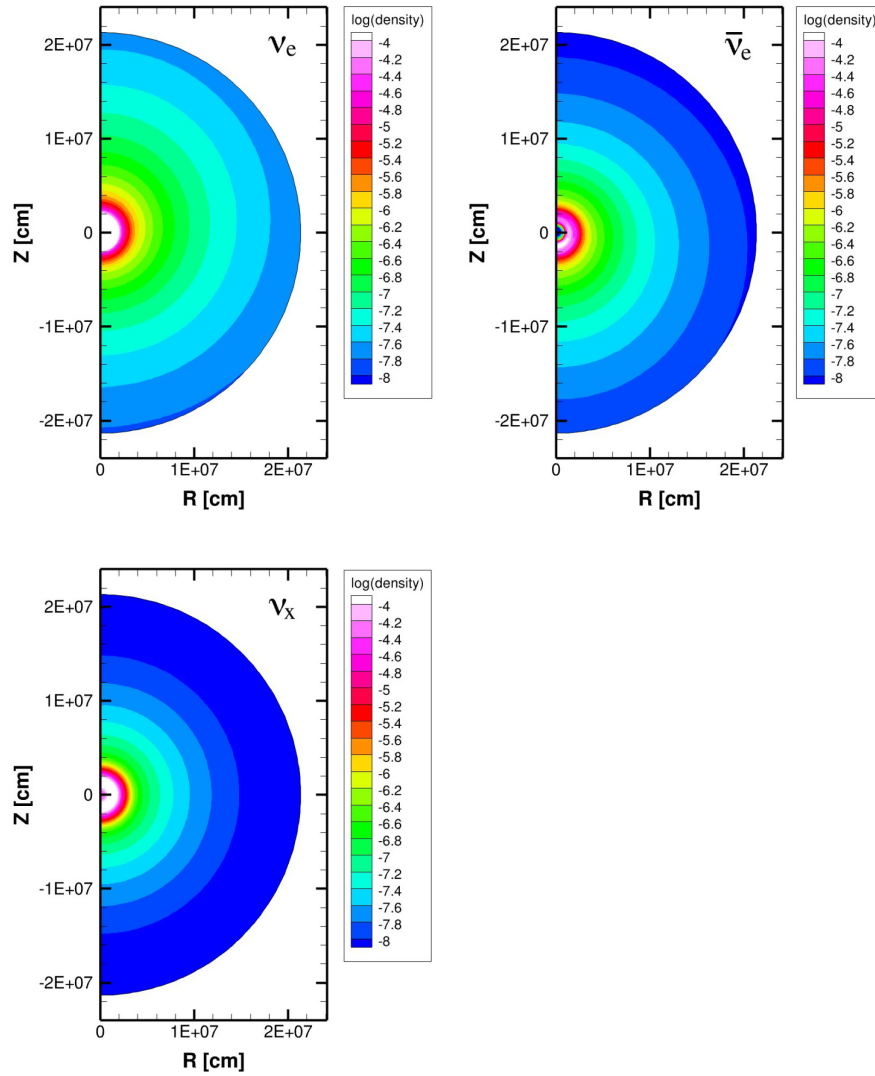 log(density)
ν_e
-4
-4.2
-4.4
-4.6
-4.8
-5
-5.2
-5.4
-5.6
-5.8
-6
-6.2
-6.4
-6.6
-6.8
-7
-7.2
-7.4
-7.6
-7.8
-8
2E+07
1E+07
0
-1E+07
-2E+07
Z [cm]
0
1E+07
2E+07
R [cm]
log(density)
ν̅_e
-4
-4.2
-4.4
-4.6
-4.8
-5
-5.2
-5.4
-5.6
-5.8
-6
-6.2
-6.4
-6.6
-6.8
-7
-7.2
-7.4
-7.6
-7.8
-8
2E+07
1E+07
0
-1E+07
-2E+07
Z [cm]
0
1E+07
2E+07
R [cm]
log(density)
ν_x
-4
-4.2
-4.4
-4.6
-4.8
-5
-5.2
-5.4
-5.6
-5.8
-6
-6.2
-6.4
-6.6
-6.8
-7
-7.2
-7.4
-7.6
-7.8
-8
2E+07
1E+07
0
-1E+07
-2E+07
Z [cm]
0
1E+07
2E+07
R [cm]